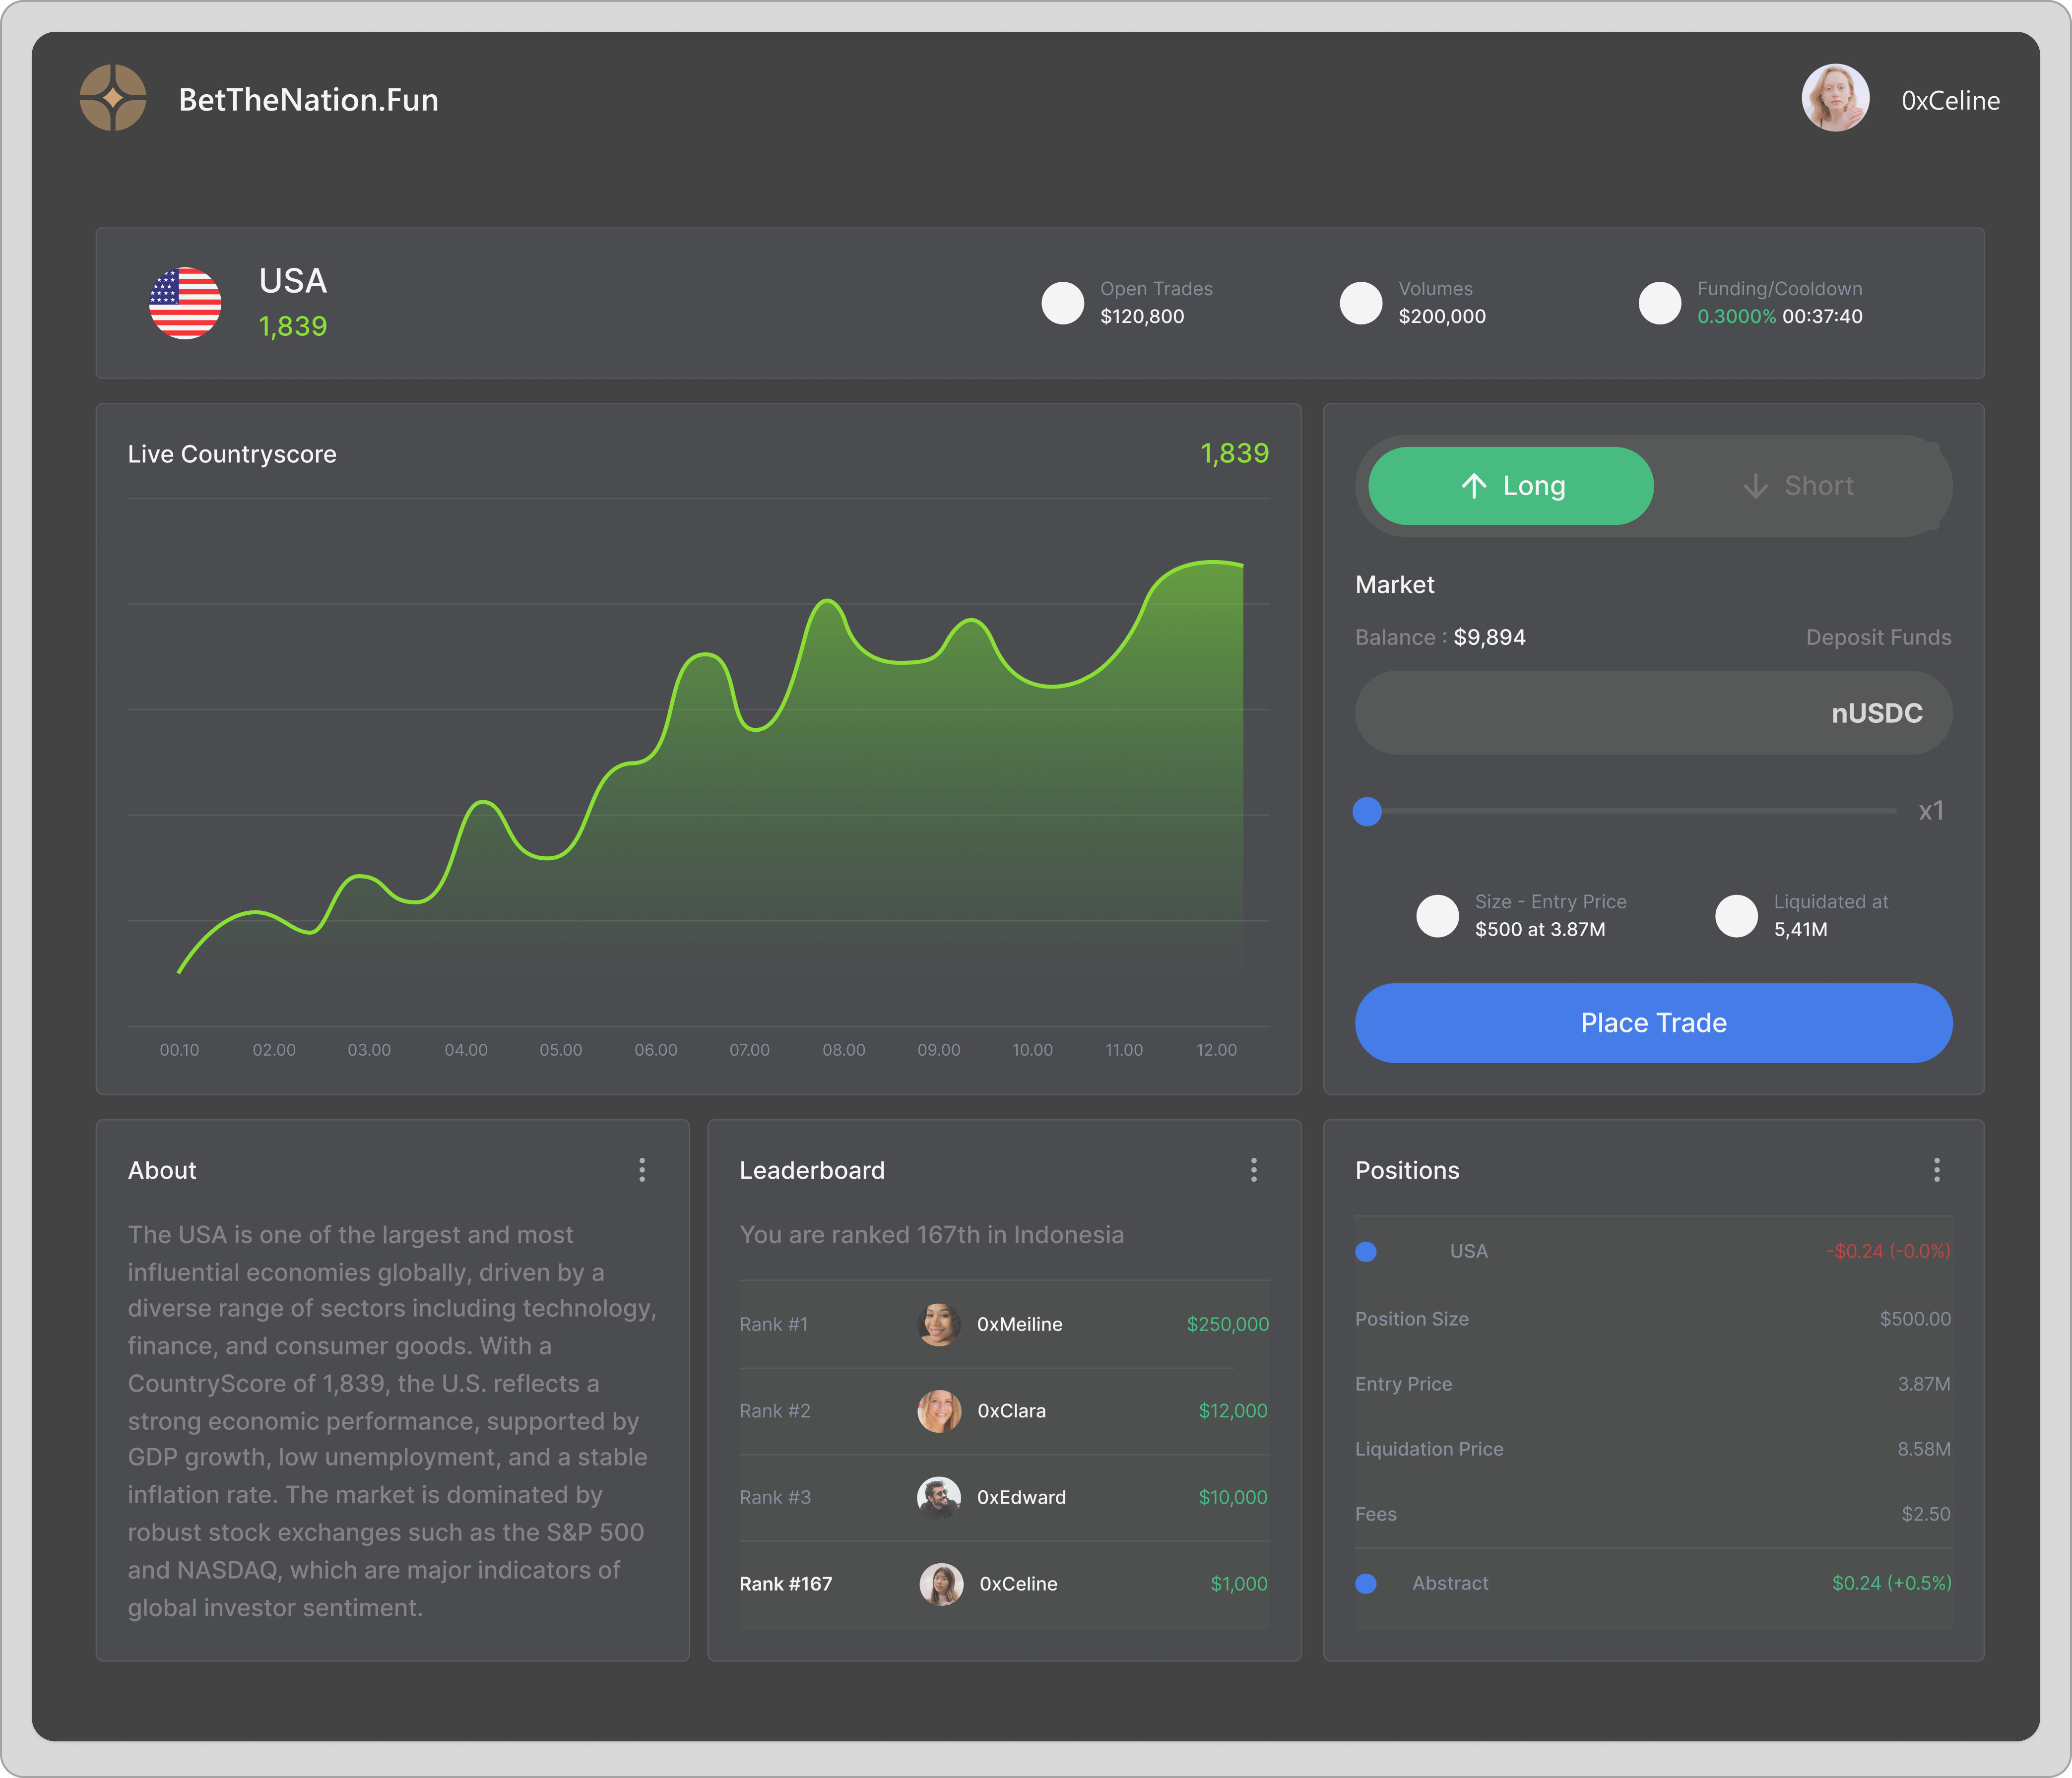 BetTheNation.Fun
0xCeline
USA
1,839
Open Trades
$120,800
Volumes
$200,000
Funding/Cooldown
0.3000% 00:37:40
Live Countryscore
1,839
00.10 02.00 03.00 04.00 05.00 06.00 07.00 08.00 09.00 10.00 11.00 12.00
Long
Short
Market
Balance : $9,894
Deposit Funds
nUSDC
x1
Size - Entry Price
$500 at 3.87M
Liquidated at
5,41M
Place Trade
About
The USA is one of the largest and most
influential economies globally, driven by a
diverse range of sectors including technology,
finance, and consumer goods. With a
CountryScore of 1,839, the U.S. reflects a
strong economic performance, supported by
GDP growth, low unemployment, and a stable
inflation rate. The market is dominated by
robust stock exchanges such as the S&P 500
and NASDAQ, which are major indicators of
global investor sentiment.
Leaderboard
You are ranked 167th in Indonesia
Rank #1 0xMeiline $250,000
Rank #2 0xClara $12,000
Rank #3 0xEdward $10,000
Rank #167 0xCeline $1,000
Positions
USA -$0.24 (-0.0%)
Position Size $500.00
Entry Price 3.87M
Liquidation Price 8.58M
Fees $2.50
Abstract $0.24 (+0.5%)